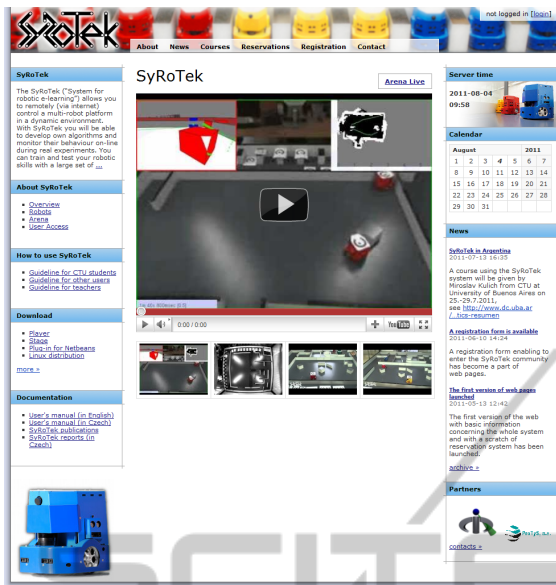 SyRoTek
not logged in [login]
About News Courses Reservations Registration Contact
SyRoTek
The SyRoTek ("System for
robotic e-learning") allows you
to remotely (via internet)
control a multi-robot platform
in a dynamic environment.
With SyRoTek you will be able
to develop own algorithms and
monitor their behaviour on-line
during real experiments. You
can train and test your robotic
skills with a large set of ...
About SyRoTek
Overview
Robots
Arena
User Access
How to use SyRoTek
Guideline for CTU students
Guideline for other users
Guideline for teachers
Download
Player
Stage
Plug-in for Netbeans
Linux distribution
more »
Documentation
User's manual (in English)
User's manual (in Czech)
SyRoTek publications
SyRoTek reports (in
Czech)
SyRoTek
Arena Live
0:00 / 0:00
YouTube
Server time
2011-08-04
09:58
Calendar
August 2011
1 2 3 4 5 6 7
8 9 10 11 12 13 14
15 16 17 18 19 20 21
22 23 24 25 26 27 28
29 30 31
News
SyRoTek in Argentina
2011-07-13 16:35
A course using the SyRoTek
system will be given by
Miroslav Kulich from CTU at
University of Buenos Aires on
25.-29.7.2011,
see http://www.dc.uba.ar
/...tics-resumen
A registration form is available
2011-06-10 14:24
A registration form enabling to
enter the SyRoTek community
has become a part of
web pages.
The first version of web pages
launched
2011-05-13 12:42
The first version of the web
with basic information
concerning the whole system
and with a scratch of
reservation system has been
launched.
archive »
Partners
contacts »